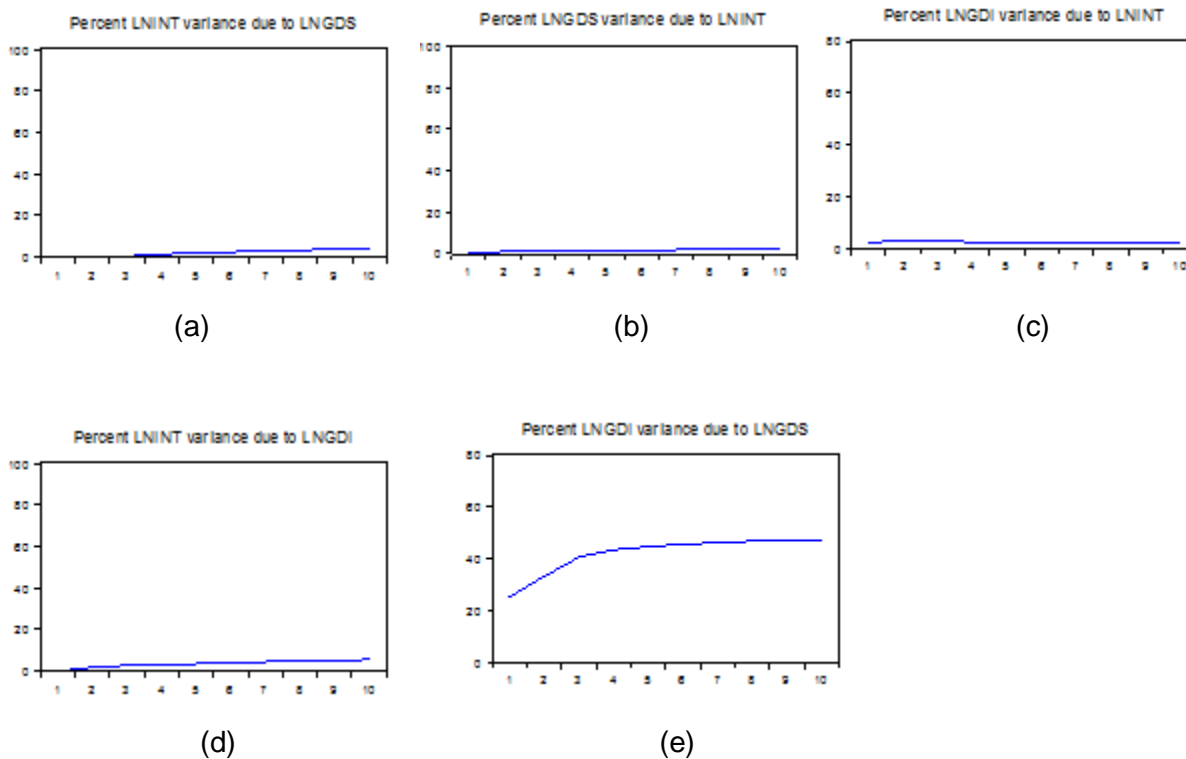 Percent LNINT variance due to LNGDS
100
80
60
40
20
0
1 2 3 4 5 6 7 8 9 10
(a)
Percent LNGDS variance due to LNINT
100
80
60
40
20
0
1 2 3 4 5 6 7 8 9 10
(b)
Percent LNGDI variance due to LNINT
80
60
40
20
0
1 2 3 4 5 6 7 8 9 10
(c)
Percent LNINT variance due to LNGDI
100
80
60
40
20
0
1 2 3 4 5 6 7 8 9 10
(d)
Percent LNGDI variance due to LNGDS
80
60
40
20
0
1 2 3 4 5 6 7 8 9 10
(e)